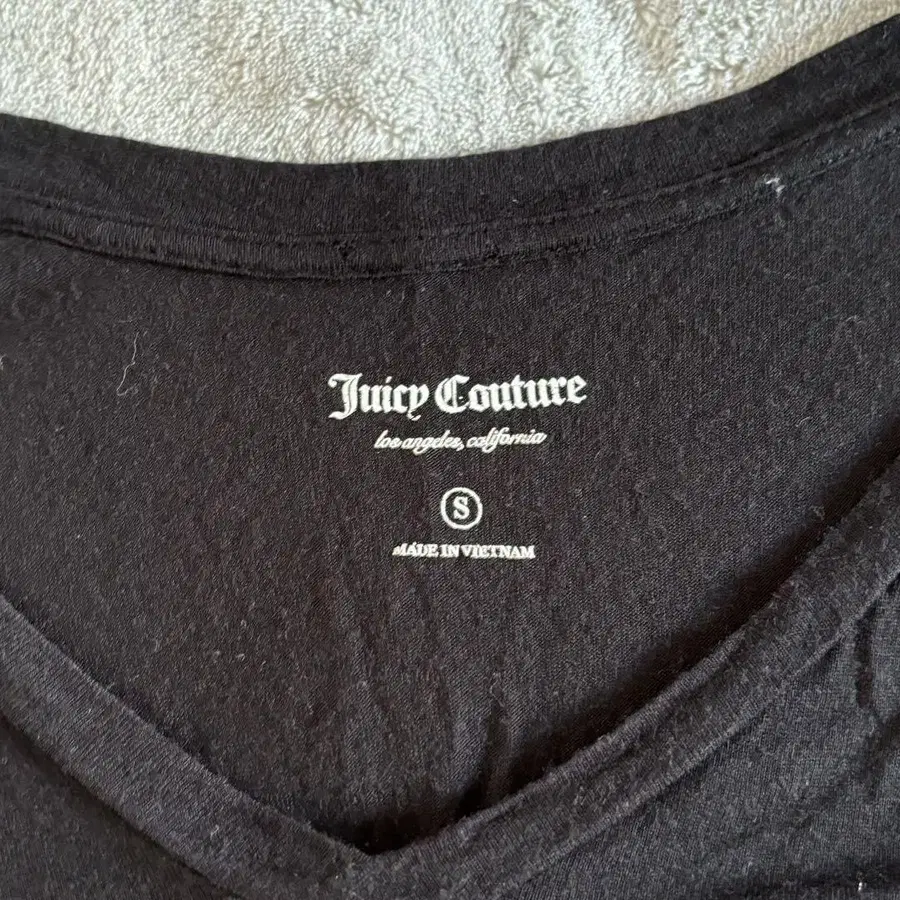 Juicy Couture
los angeles, california
S
MADE IN VIETNAM